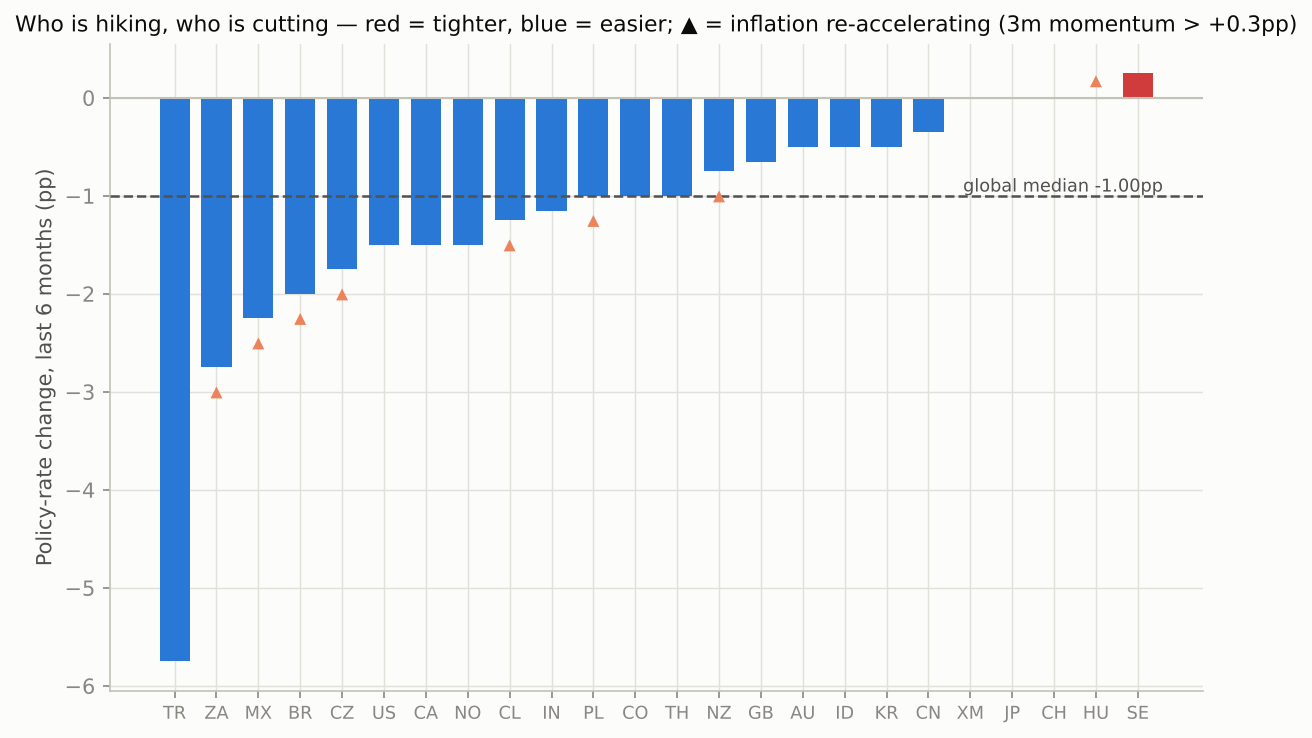 Who is hiking, who is cutting — red = tighter, blue = easier; ▲ = inflation re-accelerating (3m momentum > +0.3pp)
Policy-rate change, last 6 months (pp)
0
−1
−2
−3
−4
−5
−6
global median -1.00pp
TR ZA MX BR CZ US CA NO CL IN PL CO TH NZ GB AU ID KR CN XM JP CH HU SE